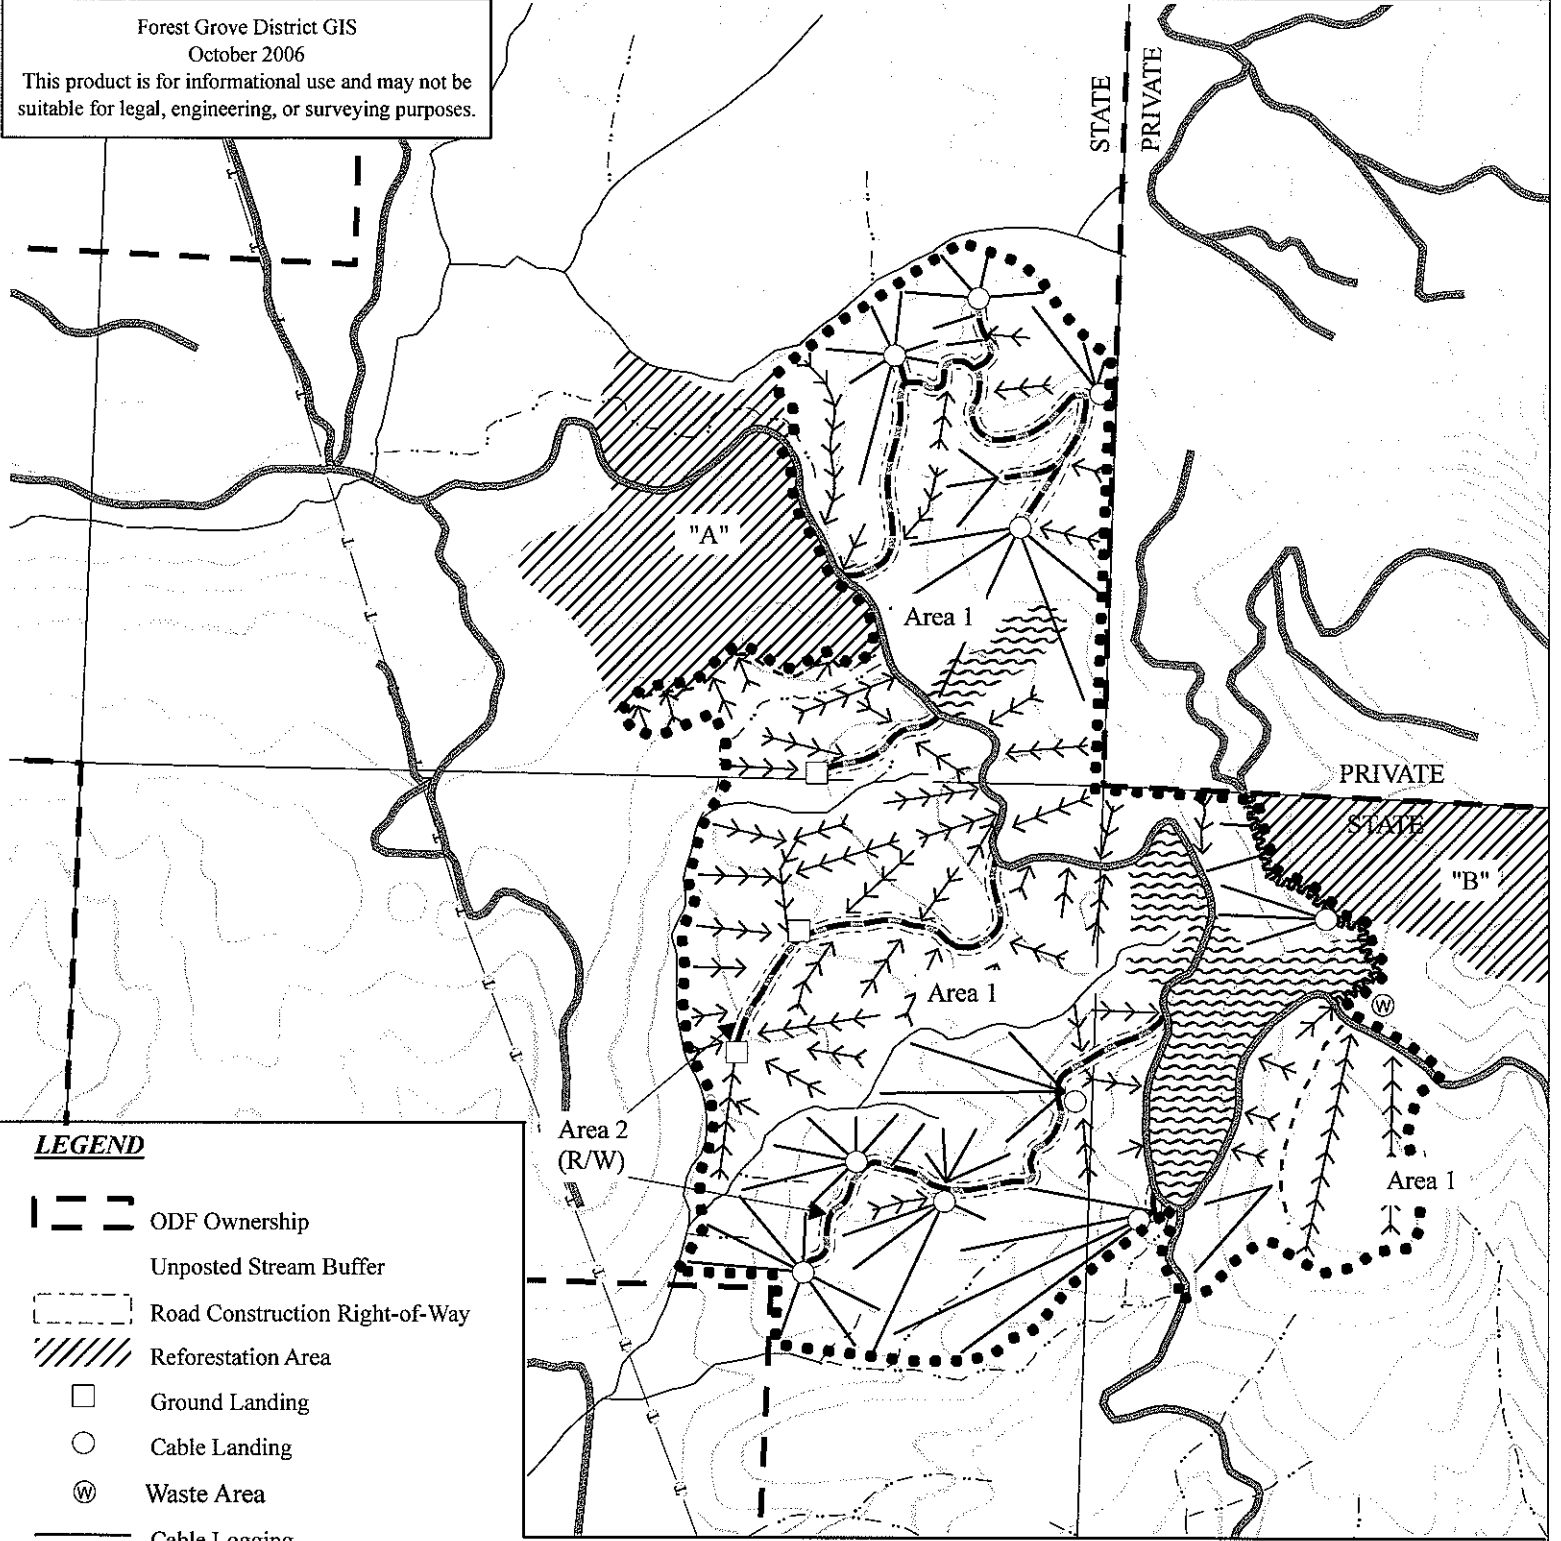 Forest Grove District GIS
October 2006
This product is for informational use and may not be
suitable for legal, engineering, or surveying purposes.
STATE
PRIVATE
"A"
Area 1
PRIVATE
STATE
"B"
Area 1
W
Area 2
(R/W)
Area 1
LEGEND
ODF Ownership
Unposted Stream Buffer
Road Construction Right-of-Way
Reforestation Area
Ground Landing
Cable Landing
W Waste Area
Cable Logging